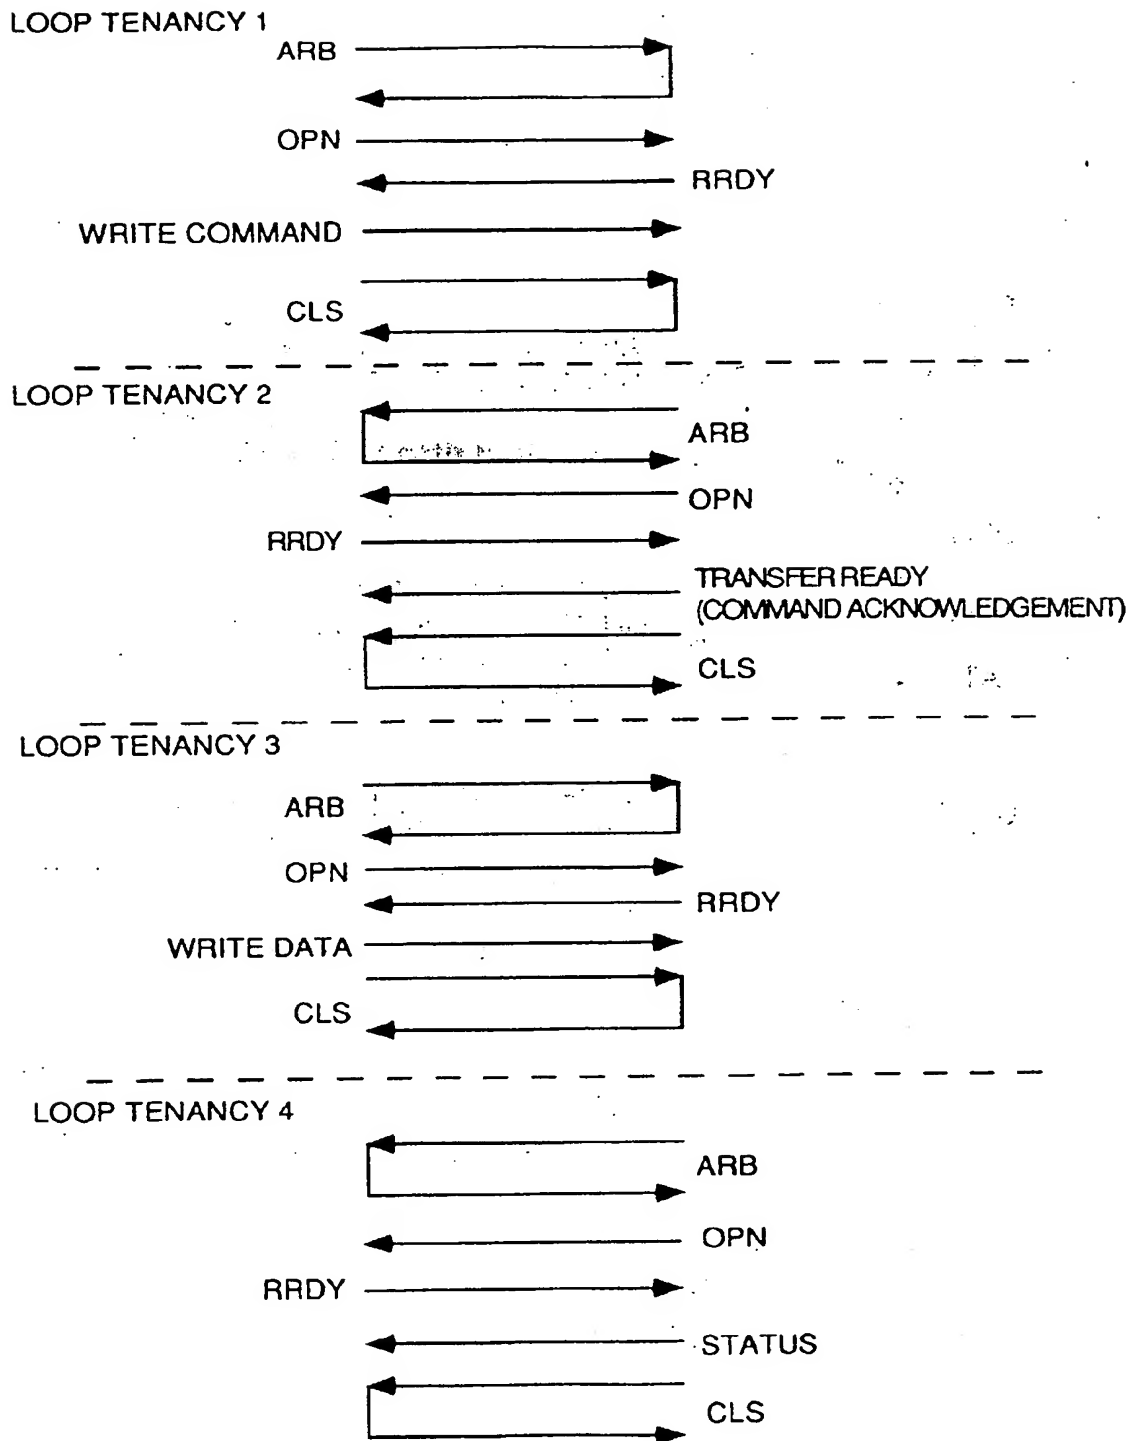 LOOP TENANCY 1
ARB
OPN
RRDY
WRITE COMMAND
CLS
LOOP TENANCY 2
ARB
OPN
RRDY
TRANSFER READY
(COMMAND ACKNOWLEDGEMENT)
CLS
LOOP TENANCY 3
ARB
OPN
RRDY
WRITE DATA
CLS
LOOP TENANCY 4
ARB
OPN
RRDY
STATUS
CLS